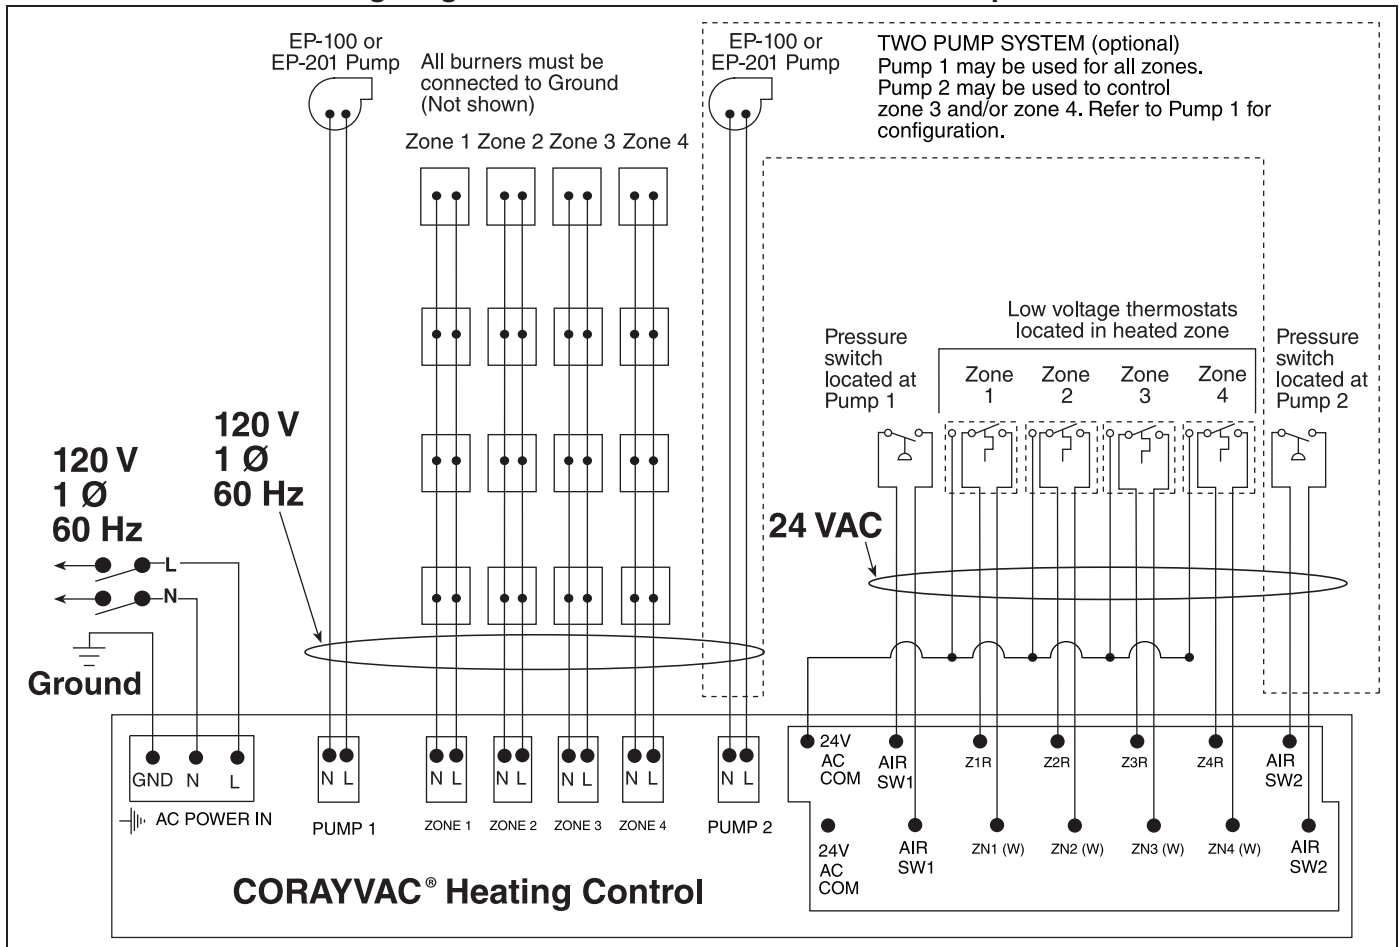 EP-100 or
EP-201 Pump
All burners must be
connected to Ground
(Not shown)
Zone 1 Zone 2 Zone 3 Zone 4
EP-100 or
EP-201 Pump
TWO PUMP SYSTEM (optional)
Pump 1 may be used for all zones.
Pump 2 may be used to control
zone 3 and/or zone 4. Refer to Pump 1 for
configuration.
Pressure
switch
located at
Pump 1
Low voltage thermostats
located in heated zone
Zone
1
Zone
2
Zone
3
Zone
4
Pressure
switch
located at
Pump 2
120 V
1 Ø
60 Hz
120 V
1 Ø
60 Hz
24 VAC
L
N
Ground
GND N L
AC POWER IN
N L
PUMP 1
N L
ZONE 1
N L
ZONE 2
N L
ZONE 3
N L
ZONE 4
N L
PUMP 2
24V
AC
COM
AIR
SW1
Z1R
Z2R
Z3R
Z4R
AIR
SW2
24V
AC
COM
AIR
SW1
ZN1 (W)
ZN2 (W)
ZN3 (W)
ZN4 (W)
AIR
SW2
CORAYVAC® Heating Control